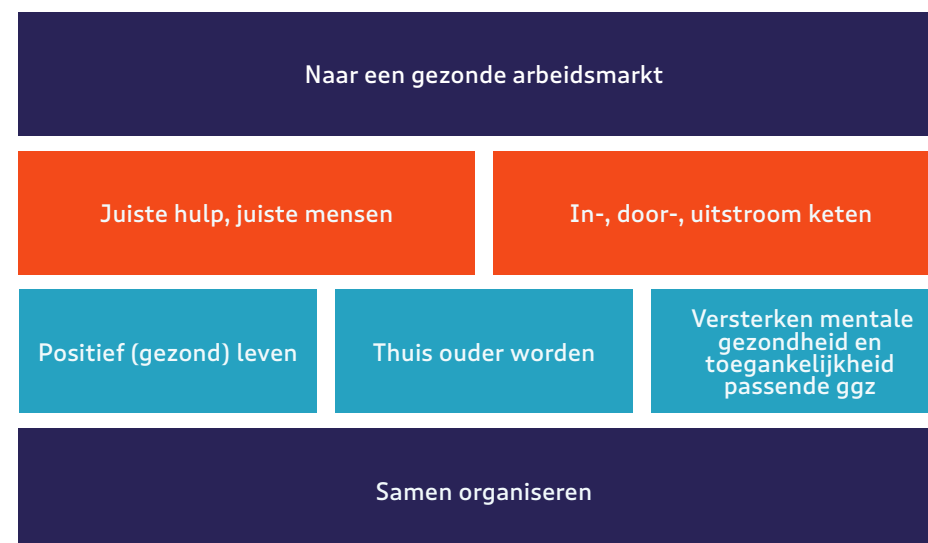 Naar een gezonde arbeidsmarkt
Juiste hulp, juiste mensen
In-, door-, uitstroom keten
Positief (gezond) leven
Thuis ouder worden
Versterken mentale
gezondheid en
toegankelijkheid
passende ggz
Samen organiseren